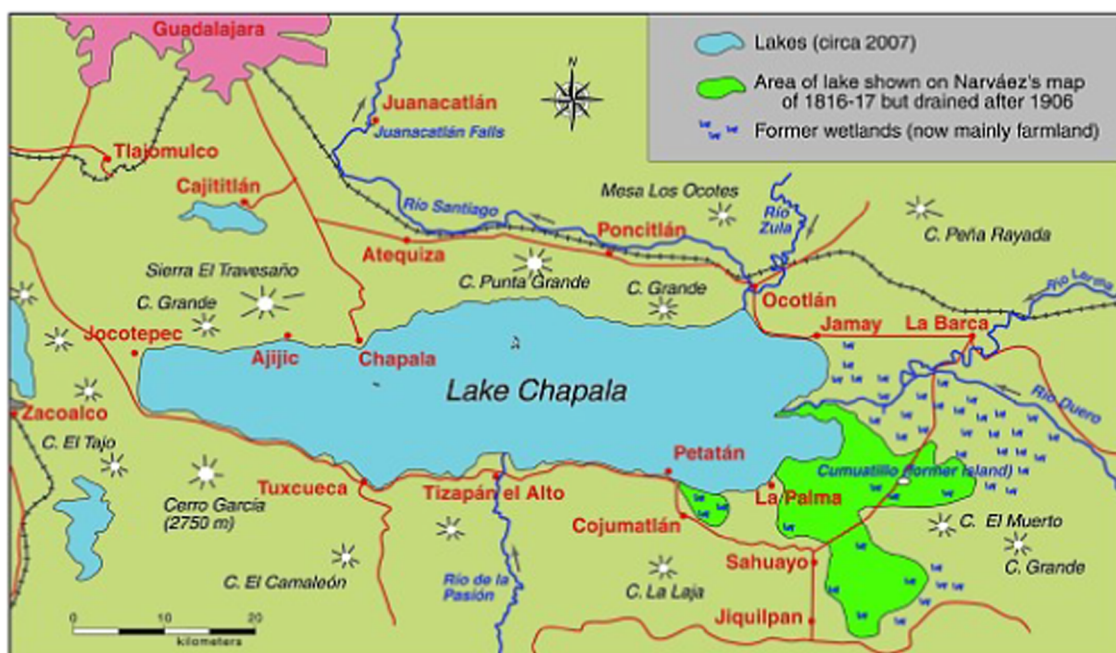 Guadalajara
Lakes (circa 2007)
Area of lake shown on Narváez's map
of 1816-17 but drained after 1906
Former wetlands (now mainly farmland)
N
Juanacatlán
Juanacatlán Falls
Tlajomulco
Cajititlán
Mesa Los Ocotes
Río Santiago
Río
Zula
Poncitlán
C. Peña Rayada
Atequiza
Sierra El Travesaño
C. Punta Grande
C. Grande
C. Grande
Río Lerma
Ocotlán
Jocotepec
Jamay
La Barca
Ajijic
Chapala
Lake Chapala
Río Duero
Zacoalco
C. El Tajo
Petatán
Cumuatillo (former island)
Tuxcueca
Tizapán el Alto
La Palma
Cerro García
(2750 m)
Cojumatlán
C. El Muerto
Sahuayo
C. Grande
C. El Camaleón
Río de la
Pasión
C. La Laja
Jiquilpan
0 10 20
kilometers